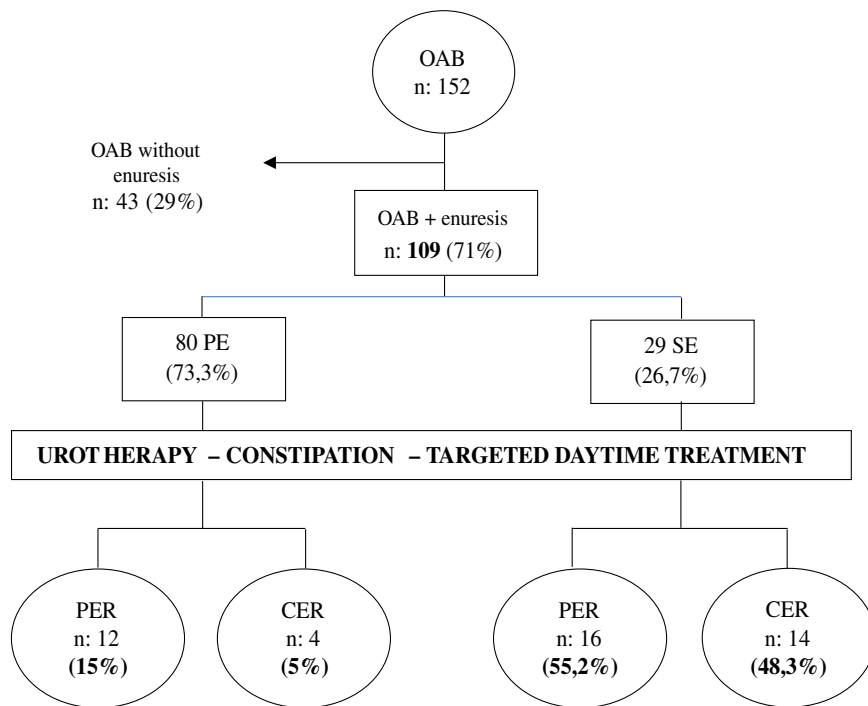 OAB
n: 152
OAB without
enuresis
n: 43 (29%)
OAB + enuresis
n: 109 (71%)
80 PE
(73,3%)
29 SE
(26,7%)
UROT HERAPY – CONSTIPATION – TARGETED DAYTIME TREATMENT
PER
n: 12
(15%)
CER
n: 4
(5%)
PER
n: 16
(55,2%)
CER
n: 14
(48,3%)